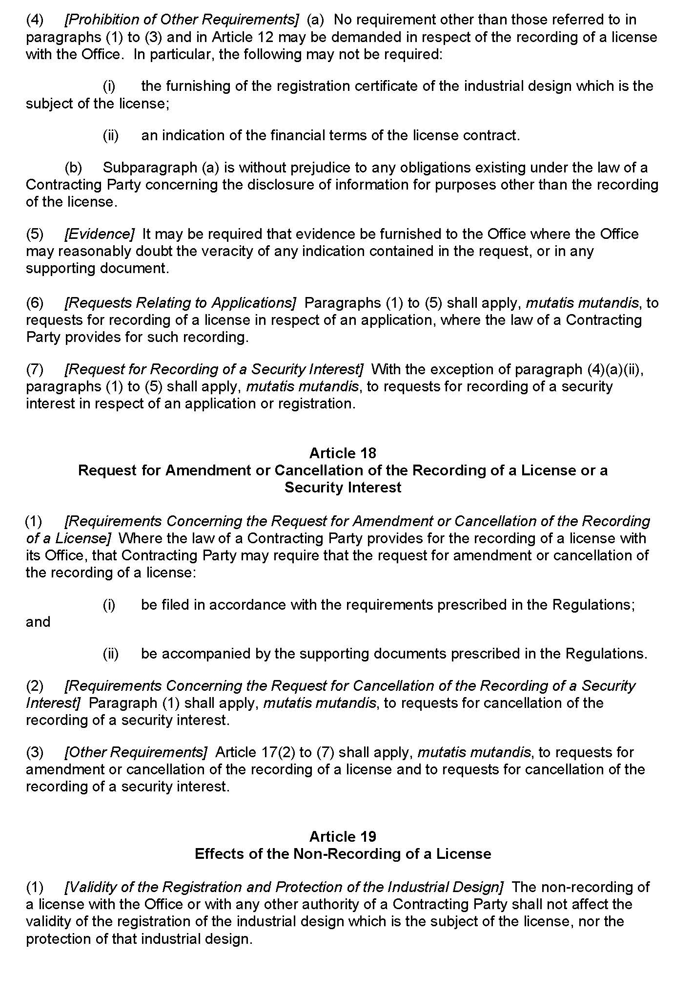 (4) [Prohibition of Other Requirements] (a) No requirement other than those referred to in
paragraphs (1) to (3) and in Article 12 may be demanded in respect of the recording of a license
with the Office. In particular, the following may not be required:
(i) the furnishing of the registration certificate of the industrial design which is the
subject of the license;
(ii) an indication of the financial terms of the license contract.
(b) Subparagraph (a) is without prejudice to any obligations existing under the law of a
Contracting Party concerning the disclosure of information for purposes other than the recording
of the license.
(5) [Evidence] It may be required that evidence be furnished to the Office where the Office
may reasonably doubt the veracity of any indication contained in the request, or in any
supporting document.
(6) [Requests Relating to Applications] Paragraphs (1) to (5) shall apply, mutatis mutandis, to
requests for recording of a license in respect of an application, where the law of a Contracting
Party provides for such recording.
(7) [Request for Recording of a Security Interest] With the exception of paragraph (4)(a)(ii),
paragraphs (1) to (5) shall apply, mutatis mutandis, to requests for recording of a security
interest in respect of an application or registration.
Article 18
Request for Amendment or Cancellation of the Recording of a License or a
Security Interest
(1) [Requirements Concerning the Request for Amendment or Cancellation of the Recording
of a License] Where the law of a Contracting Party provides for the recording of a license with
its Office, that Contracting Party may require that the request for amendment or cancellation of
the recording of a license:
(i) be filed in accordance with the requirements prescribed in the Regulations;
and
(ii) be accompanied by the supporting documents prescribed in the Regulations.
(2) [Requirements Concerning the Request for Cancellation of the Recording of a Security
Interest] Paragraph (1) shall apply, mutatis mutandis, to requests for cancellation of the
recording of a security interest.
(3) [Other Requirements] Article 17(2) to (7) shall apply, mutatis mutandis, to requests for
amendment or cancellation of the recording of a license and to requests for cancellation of the
recording of a security interest.
Article 19
Effects of the Non-Recording of a License
(1) [Validity of the Registration and Protection of the Industrial Design] The non-recording of
a license with the Office or with any other authority of a Contracting Party shall not affect the
validity of the registration of the industrial design which is the subject of the license, nor the
protection of that industrial design.